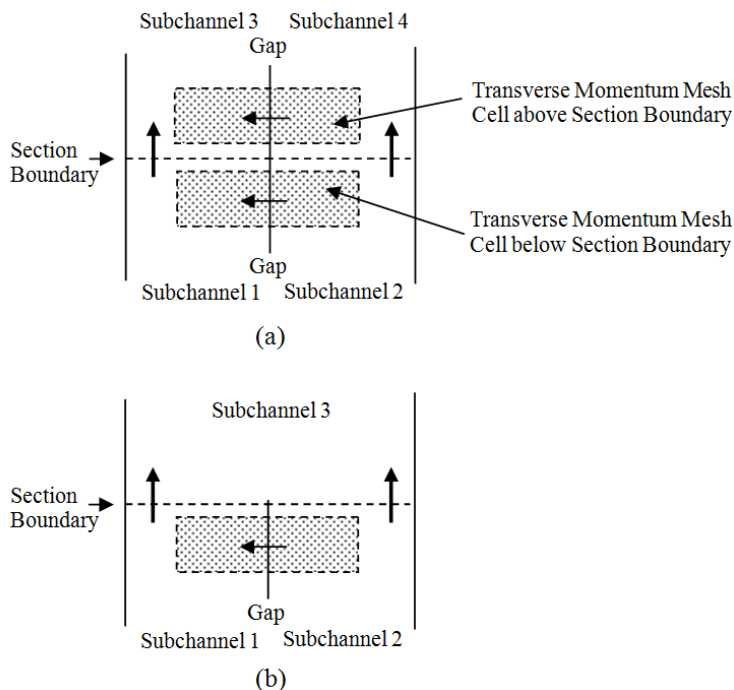 Subchannel 3 Subchannel 4
Gap
Transverse Momentum Mesh
Cell above Section Boundary
Section
Boundary
Transverse Momentum Mesh
Cell below Section Boundary
Gap
Subchannel 1 Subchannel 2
(a)
Subchannel 3
Section
Boundary
Gap
Subchannel 1 Subchannel 2
(b)